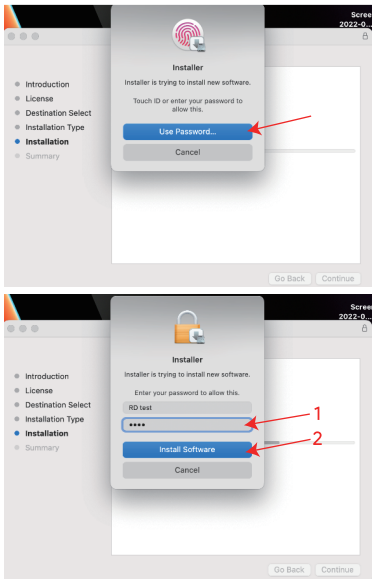 Scree
2022-0...
Installer
Installer is trying to install new software.
Touch ID or enter your password to
allow this.
Use Password...
Cancel
Introduction
License
Destination Select
Installation Type
Installation
Summary
Go Back
Continue
Scree
2022-0...
Installer
Installer is trying to install new software.
Enter your password to allow this.
RD test
••••
1
Install Software
2
Cancel
Introduction
License
Destination Select
Installation Type
Installation
Summary
Go Back
Continue